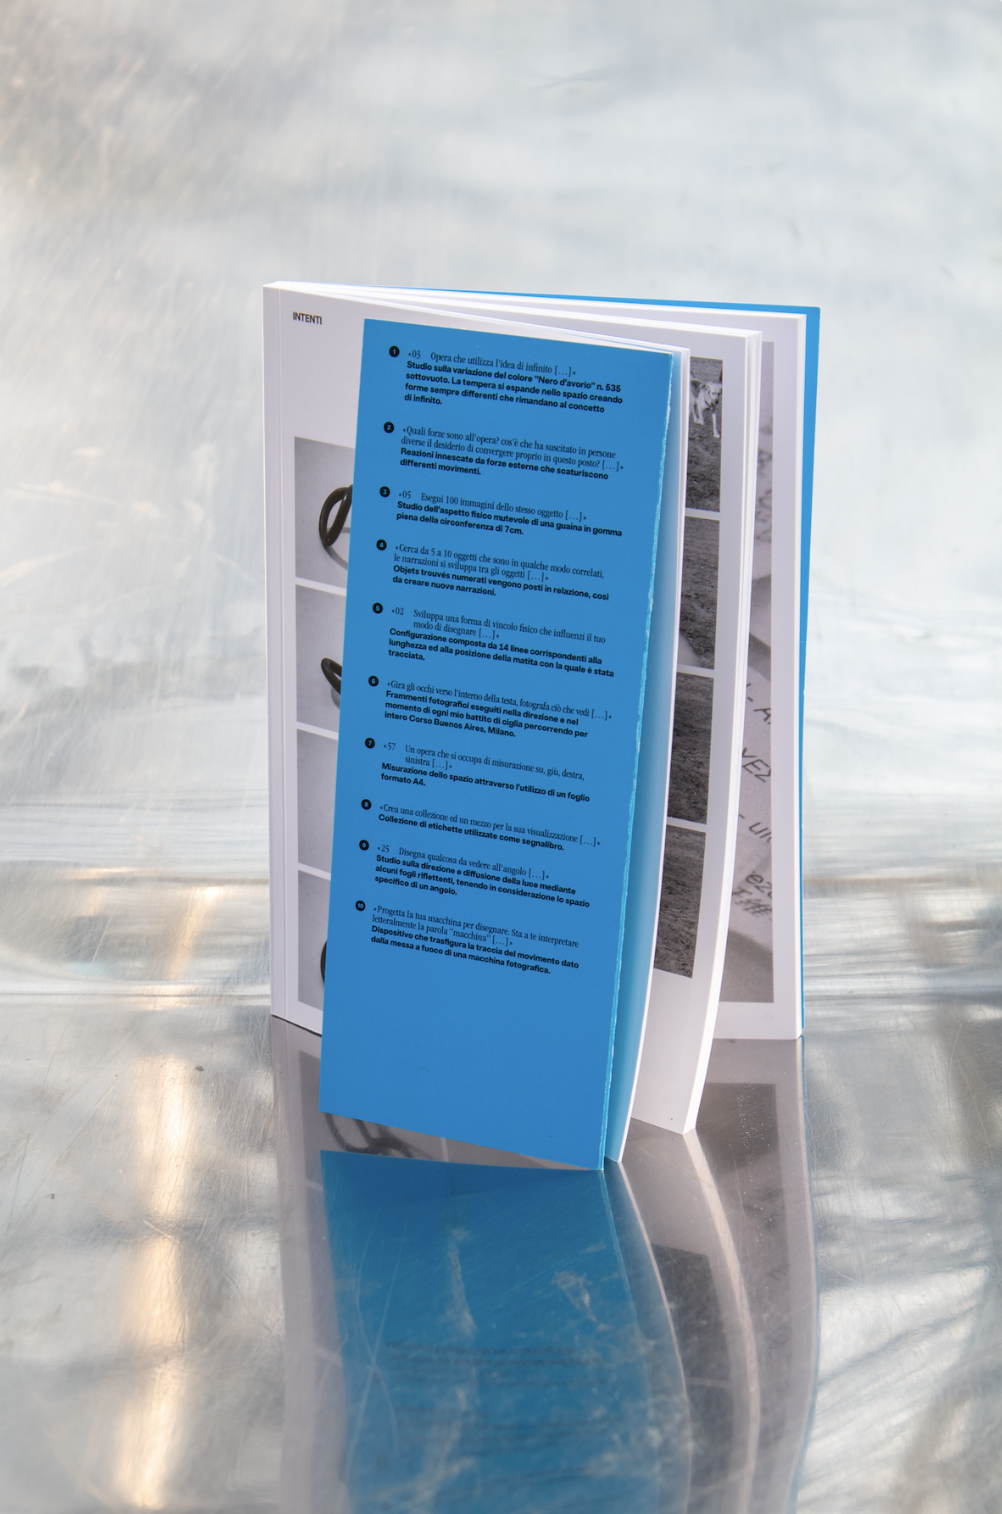 INTENTI
1 «03 Opera che utilizza l'idea di infinito [...]»
Studio sulla variazione del colore "Nero d'avorio" n. 535
sottovuoto. La tempera si espande nello spazio creando
forme sempre differenti che rimandano al concetto
di infinito.
2 «Quali forze sono all'opera? cos'è che ha suscitato in persone
diverse il desiderio di convergere proprio in questo posto? [...]»
Reazioni innescate da forze esterne che scaturiscono
differenti movimenti.
3 «05 Esegui 100 immagini dello stesso oggetto [...]»
Studio dell'aspetto fisico mutevole di una guaina in gomma
piena della circonferenza di 7cm.
4 «Cerca da 5 a 10 oggetti che sono in qualche modo correlati,
le narrazioni si sviluppa tra gli oggetti [...]»
Objets trouvés numerati vengono posti in relazione, così
da creare nuove narrazioni.
5 «02 Sviluppa una forma di vincolo fisico che influenzi il tuo
modo di disegnare [...]»
Configurazione composta da 14 linee corrispondenti alla
lunghezza ed alla posizione della matita con la quale è stata
tracciata.
6 «Gira gli occhi verso l'interno della testa, fotografa ciò che vedi [...]»
Frammenti fotografici eseguiti nella direzione e nel
momento di ogni mio battito di ciglia percorrendo per
intero Corso Buenos Aires, Milano.
7 «57 Un opera che si occupa di misurazione su, giù, destra,
sinistra [...]»
Misurazione dello spazio attraverso l'utilizzo di un foglio
formato A4.
8 «Crea una collezione ed un mezzo per la sua visualizzazione [...]»
Collezione di etichette utilizzate come segnalibro.
9 «25 Disegna qualcosa da vedere all'angolo [...]»
Studio sulla direzione e diffusione della luce mediante
alcuni fogli riflettenti, tenendo in considerazione lo spazio
specifico di un angolo.
10 «Progetta la tua macchina per disegnare. Sta a te interpretare
letteralmente la parola "macchina" [...]»
Dispositivo che trasfigura la traccia del movimento dato
dalla messa a fuoco di una macchina fotografica.